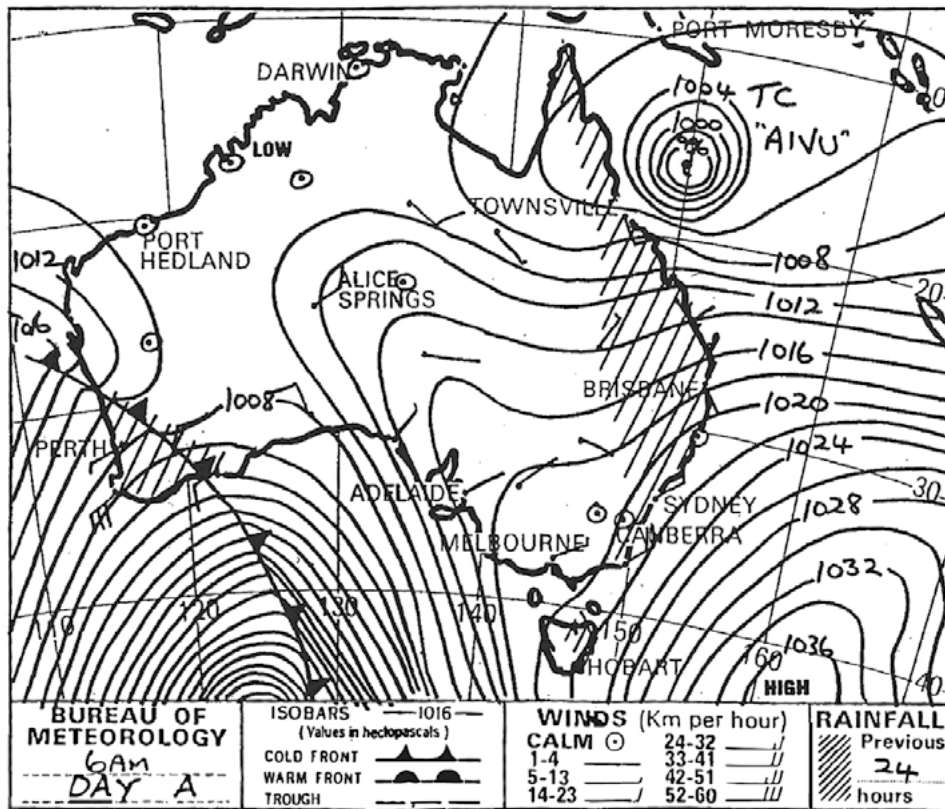 PORT MORESBY
DARWIN
1004 TC
1000 "AIVU"
996
LOW
TOWNSVILLE
PORT
HEDLAND
1012
1008
20
ALICE
SPRINGS
1012
1016
1016
BRISBANE
1008
1020
PERTH
1024
ADELAIDE
30
SYDNEY
1028
CANBERRA
MELBOURNE
1032
110
120
130
140
150
160
1036
HOBART
HIGH
40
BUREAU OF
METEOROLOGY
6AM
DAY A
ISOBARS 1016
(Values in hectopascals)
COLD FRONT
WARM FRONT
TROUGH
WINDS (Km per hour)
CALM 24-32
1-4 33-41
5-13 42-51
14-23 52-60
RAINFALL
Previous
24
hours